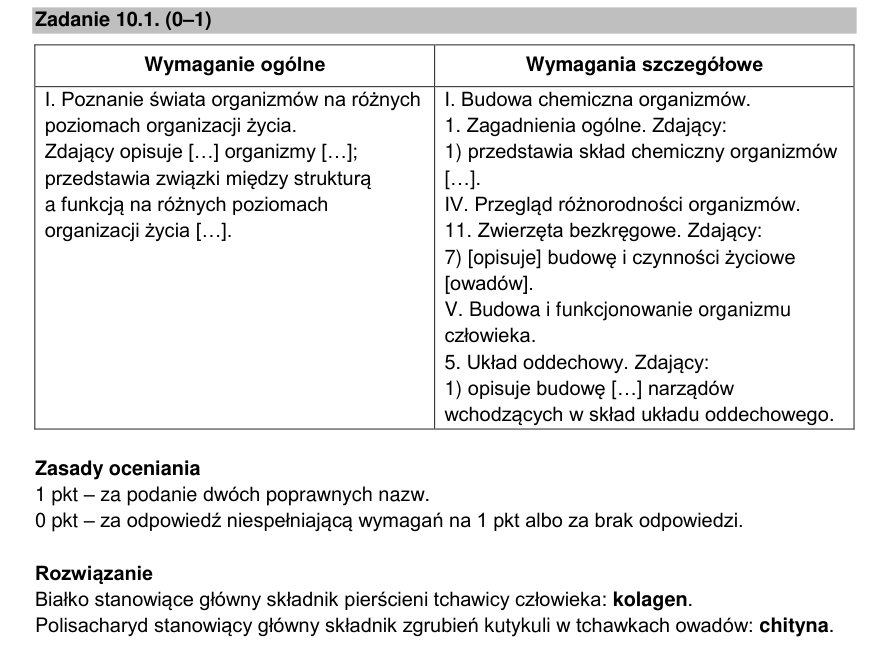 Zadanie 10.1. (0–1)
Wymaganie ogólne
Wymagania szczegółowe
I. Poznanie świata organizmów na różnych
poziomach organizacji życia.
Zdający opisuje […] organizmy […];
przedstawia związki między strukturą
a funkcją na różnych poziomach
organizacji życia […].
I. Budowa chemiczna organizmów.
1. Zagadnienia ogólne. Zdający:
1) przedstawia skład chemiczny organizmów
[…].
IV. Przegląd różnorodności organizmów.
11. Zwierzęta bezkręgowe. Zdający:
7) [opisuje] budowę i czynności życiowe
[owadów].
V. Budowa i funkcjonowanie organizmu
człowieka.
5. Układ oddechowy. Zdający:
1) opisuje budowę […] narządów
wchodzących w skład układu oddechowego.
Zasady oceniania
1 pkt – za podanie dwóch poprawnych nazw.
0 pkt – za odpowiedź niespełniającą wymagań na 1 pkt albo za brak odpowiedzi.
Rozwiązanie
Białko stanowiące główny składnik pierścieni tchawicy człowieka: kolagen.
Polisacharyd stanowiący główny składnik zgrubień kutykuli w tchawkach owadów: chityna.